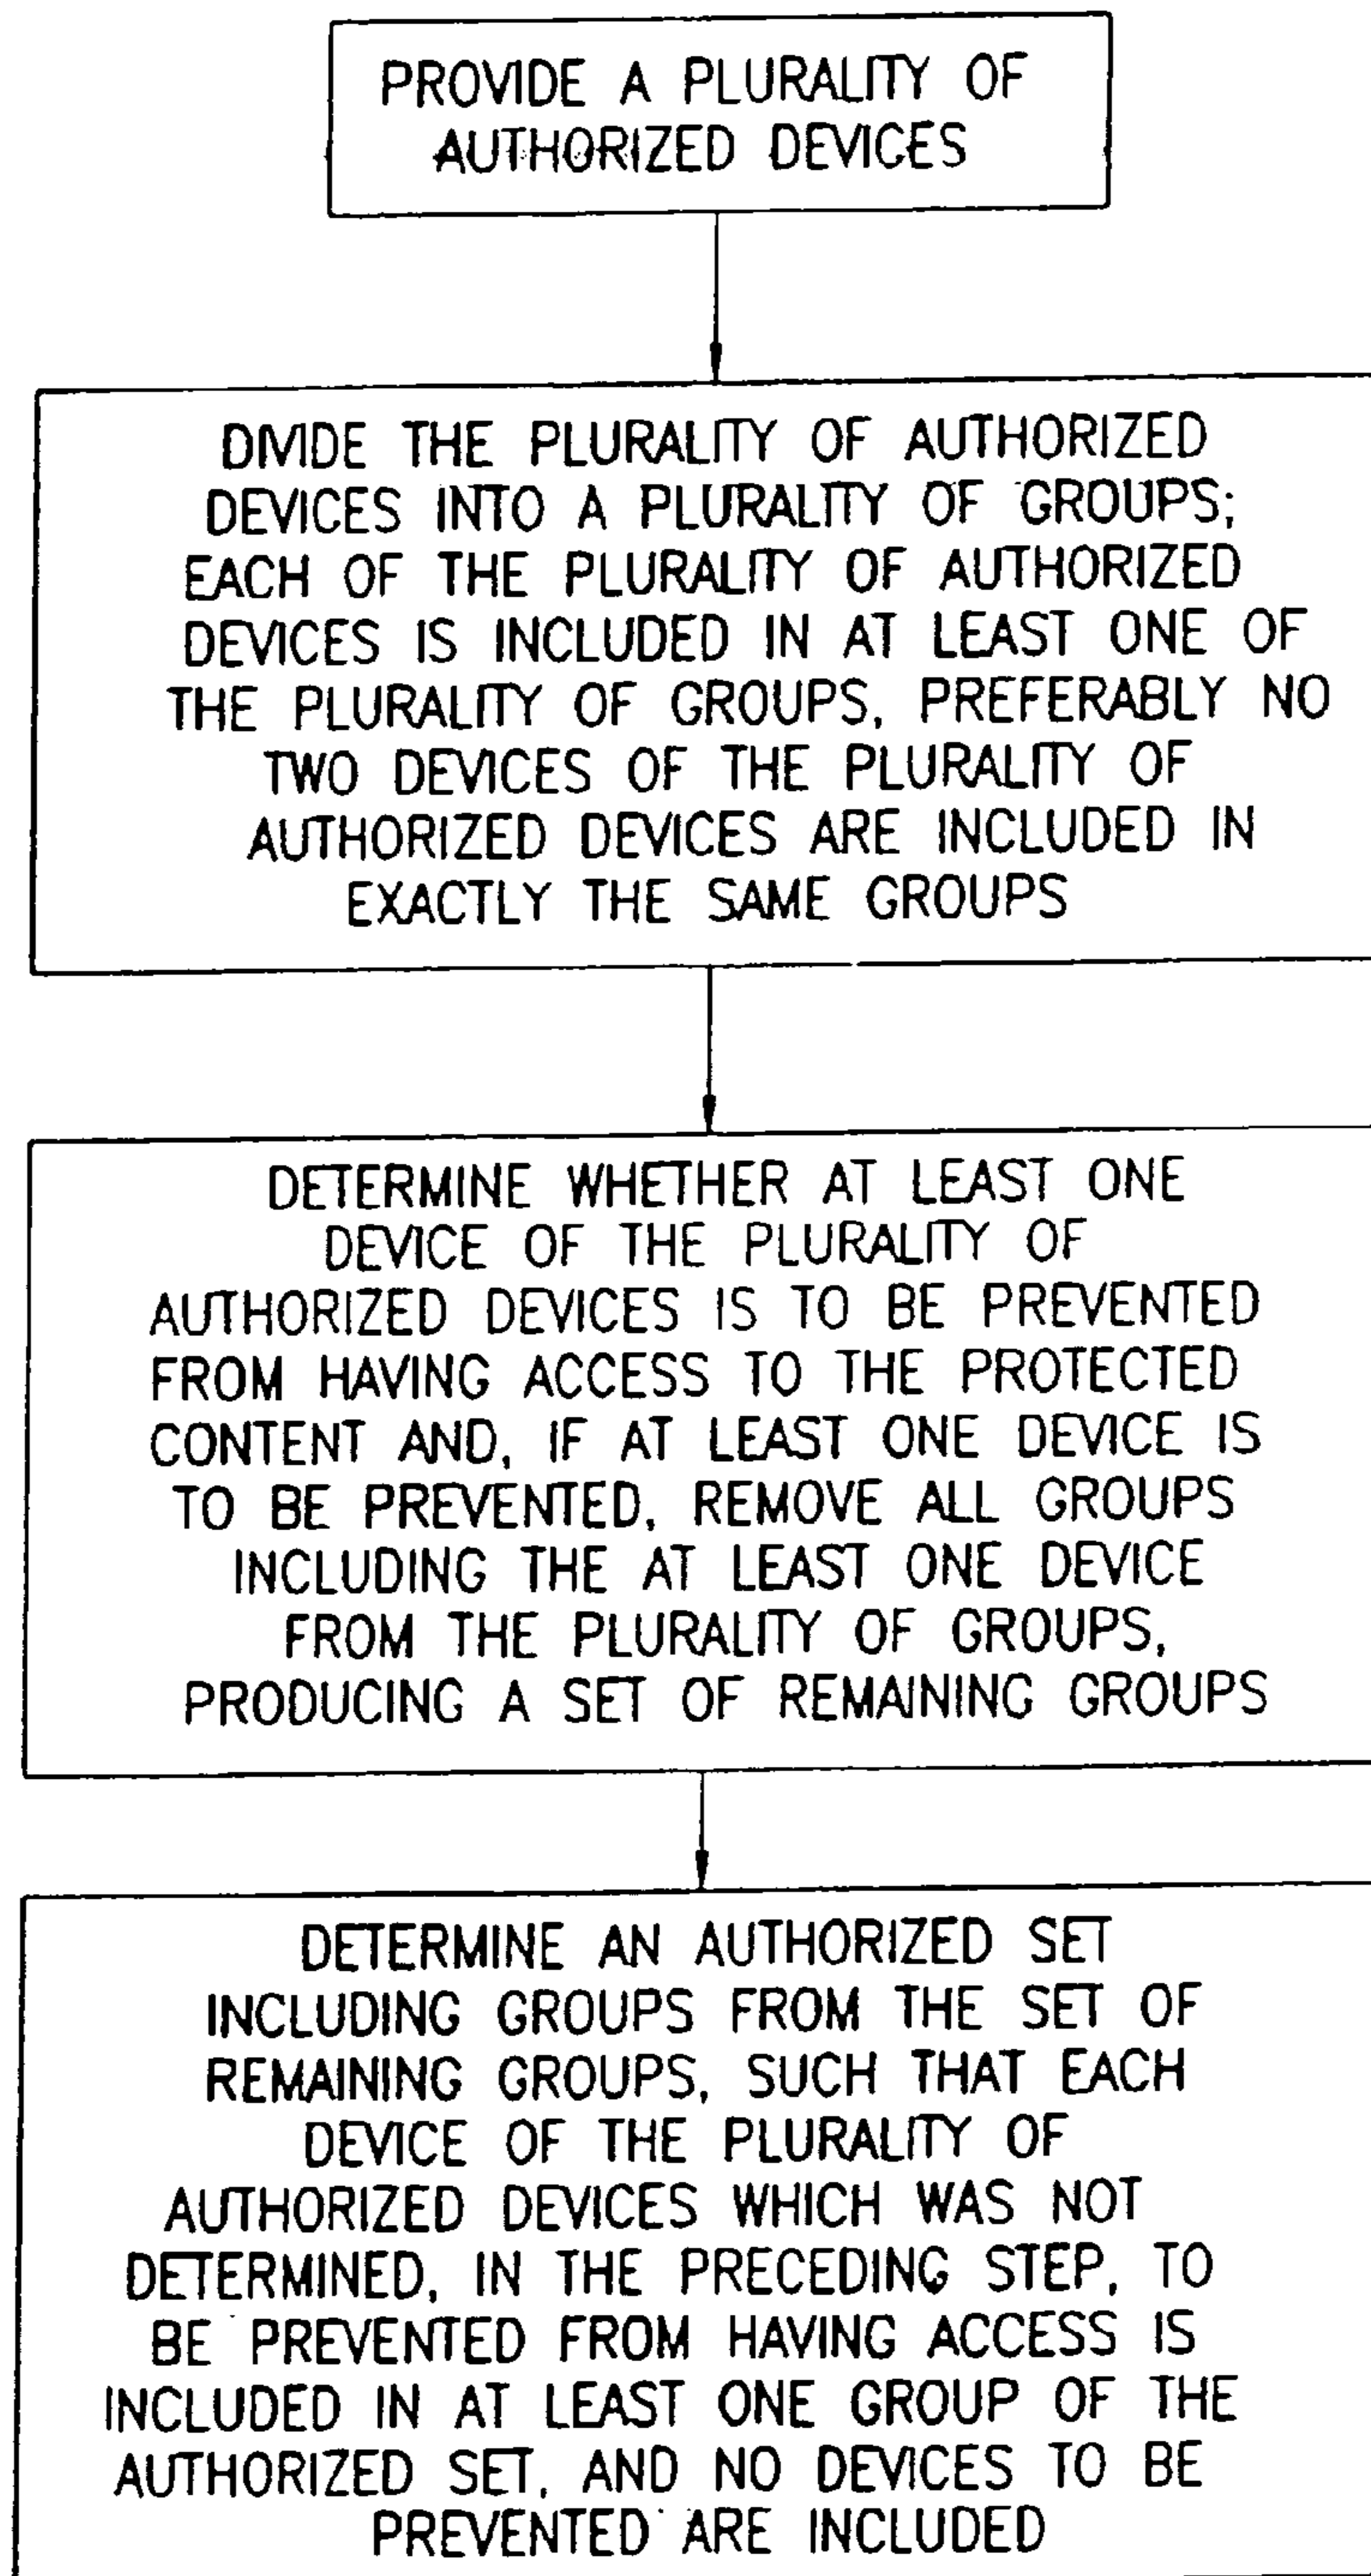 PROVIDE A PLURALITY OF
AUTHORIZED DEVICES
DIVIDE THE PLURALITY OF AUTHORIZED
DEVICES INTO A PLURALITY OF GROUPS;
EACH OF THE PLURALITY OF AUTHORIZED
DEVICES IS INCLUDED IN AT LEAST ONE OF
THE PLURALITY OF GROUPS, PREFERABLY NO
TWO DEVICES OF THE PLURALITY OF
AUTHORIZED DEVICES ARE INCLUDED IN
EXACTLY THE SAME GROUPS
DETERMINE WHETHER AT LEAST ONE
DEVICE OF THE PLURALITY OF
AUTHORIZED DEVICES IS TO BE PREVENTED
FROM HAVING ACCESS TO THE PROTECTED
CONTENT AND, IF AT LEAST ONE DEVICE IS
TO BE PREVENTED, REMOVE ALL GROUPS
INCLUDING THE AT LEAST ONE DEVICE
FROM THE PLURALITY OF GROUPS,
PRODUCING A SET OF REMAINING GROUPS
DETERMINE AN AUTHORIZED SET
INCLUDING GROUPS FROM THE SET OF
REMAINING GROUPS, SUCH THAT EACH
DEVICE OF THE PLURALITY OF
AUTHORIZED DEVICES WHICH WAS NOT
DETERMINED, IN THE PRECEDING STEP, TO
BE PREVENTED FROM HAVING ACCESS IS
INCLUDED IN AT LEAST ONE GROUP OF THE
AUTHORIZED SET, AND NO DEVICES TO BE
PREVENTED ARE INCLUDED